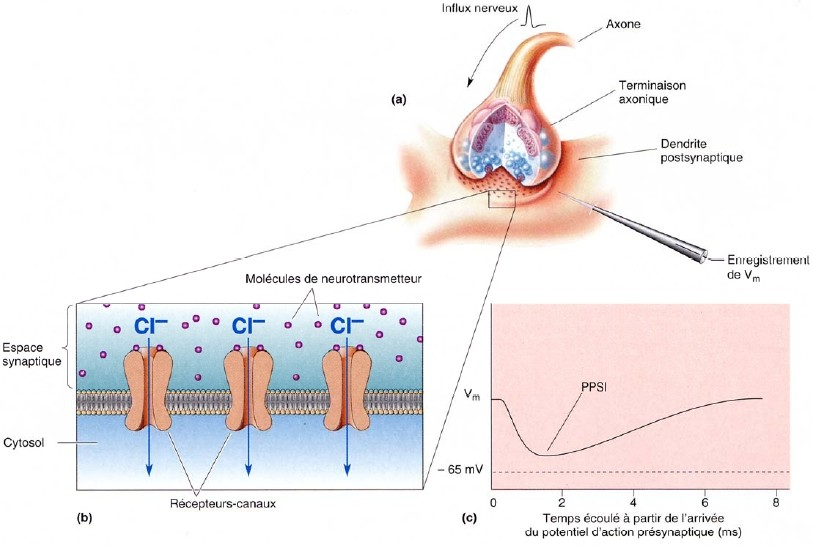 Influx nerveux
Axone
(a)
Terminaison
axonique
Dendrite
postsynaptique
Enregistrement
de Vm
Molécules de neurotransmetteur
Espace
synaptique
Cl–
Cl–
Cl–
Cytosol
Récepteurs-canaux
(b)
Vm
PPSI
– 65 mV
0 2 4 6 8
(c)
Temps écoulé à partir de l'arrivée
du potentiel d'action présynaptique (ms)